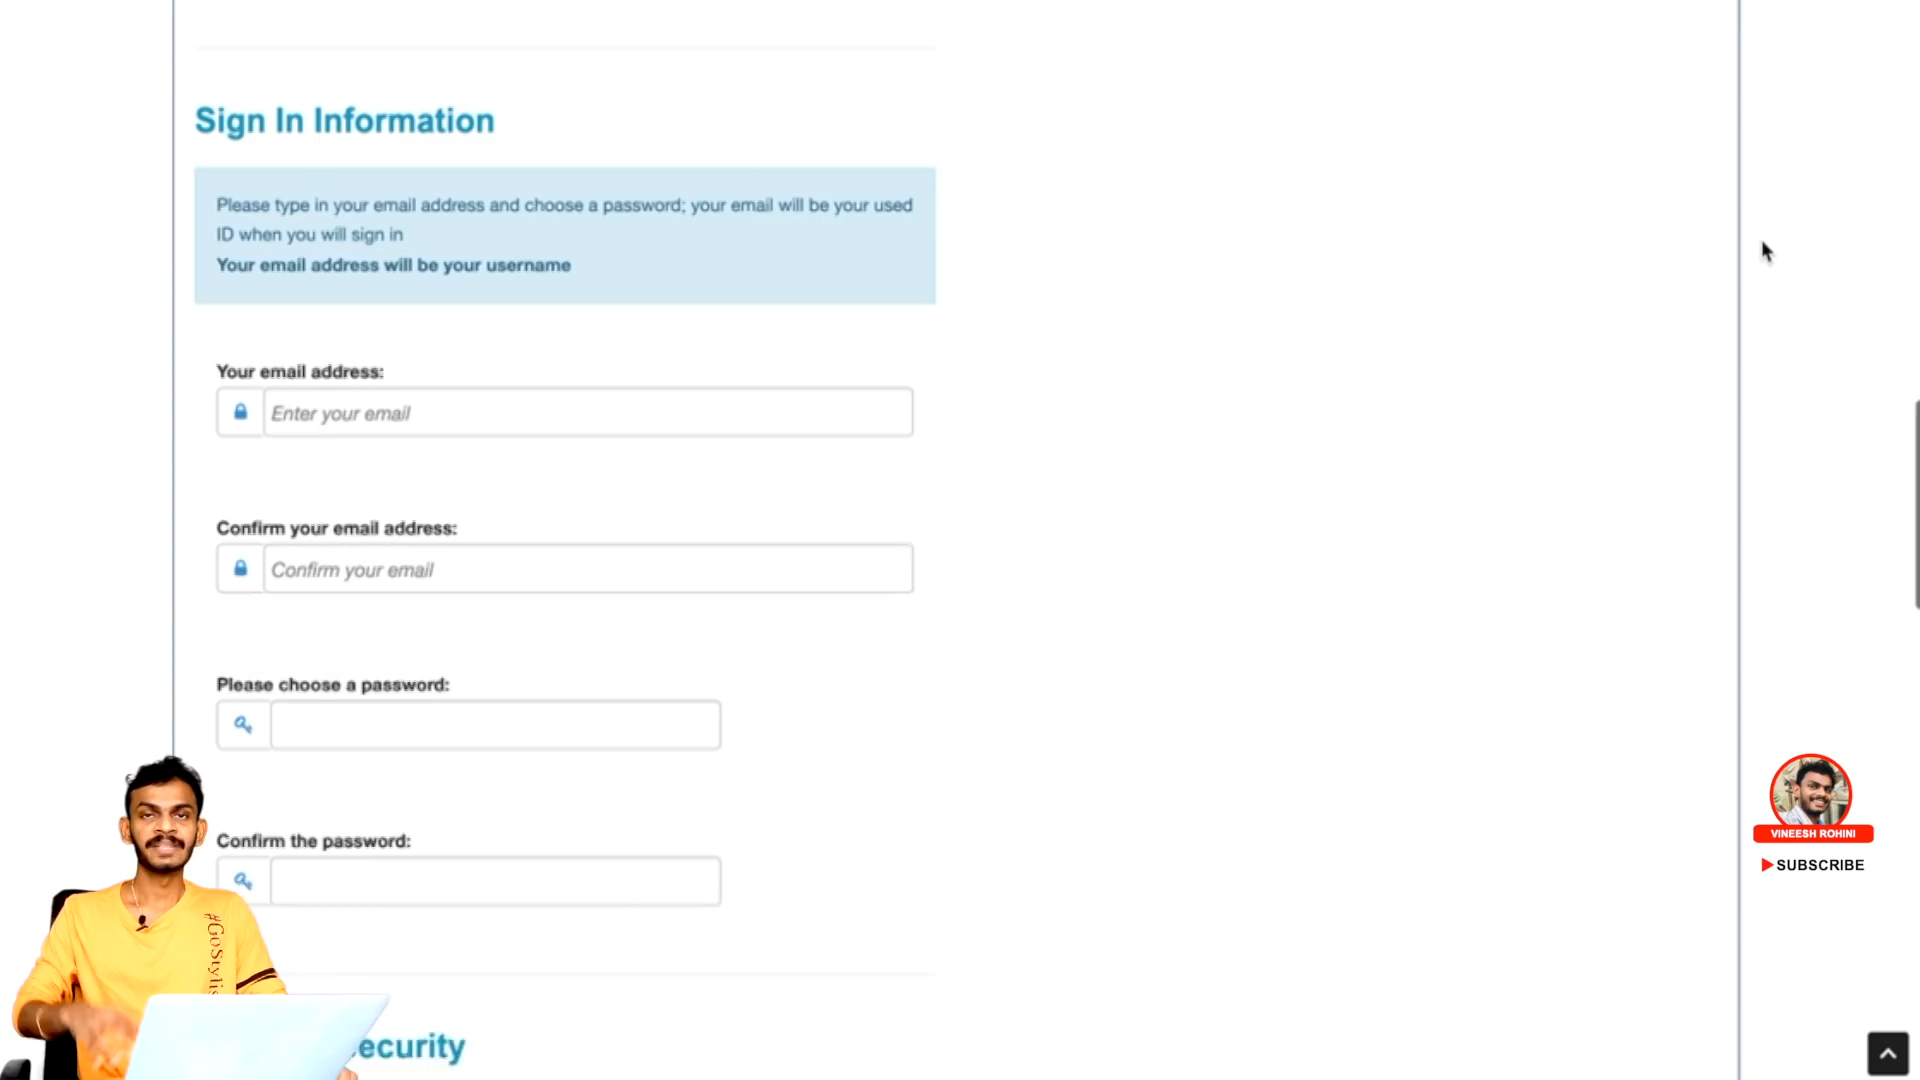 Sign In Information
Please type in your email address and choose a password; your email will be your used
ID when you will sign in
Your email address will be your username
Your email address:
Enter your email
Confirm your email address:
Confirm your email
Please choose a password:
Confirm the password:
#GoStylis
ecurity
VINEESH ROHINI
SUBSCRIBE